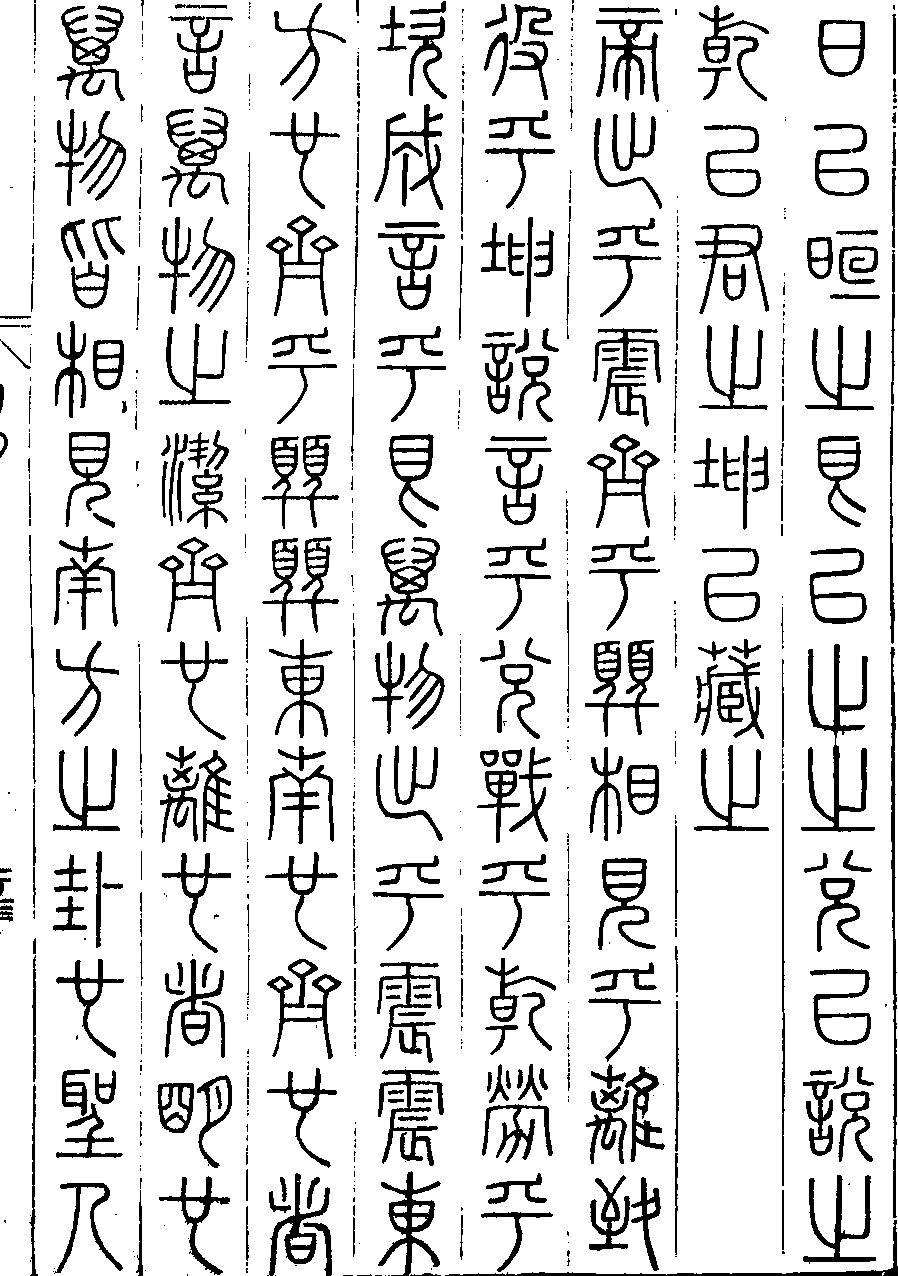 日以晅之艮以止之兌以說之
乾以君之坤以藏之
帝出乎震齊乎巽相見乎離致
役乎坤說言乎兌戰乎乾勞乎
坎成言乎艮萬物出乎震震東
方也齊乎巽巽東南也齊也者
言萬物之潔齊也離也者明也
萬物皆相見南方之卦也聖人